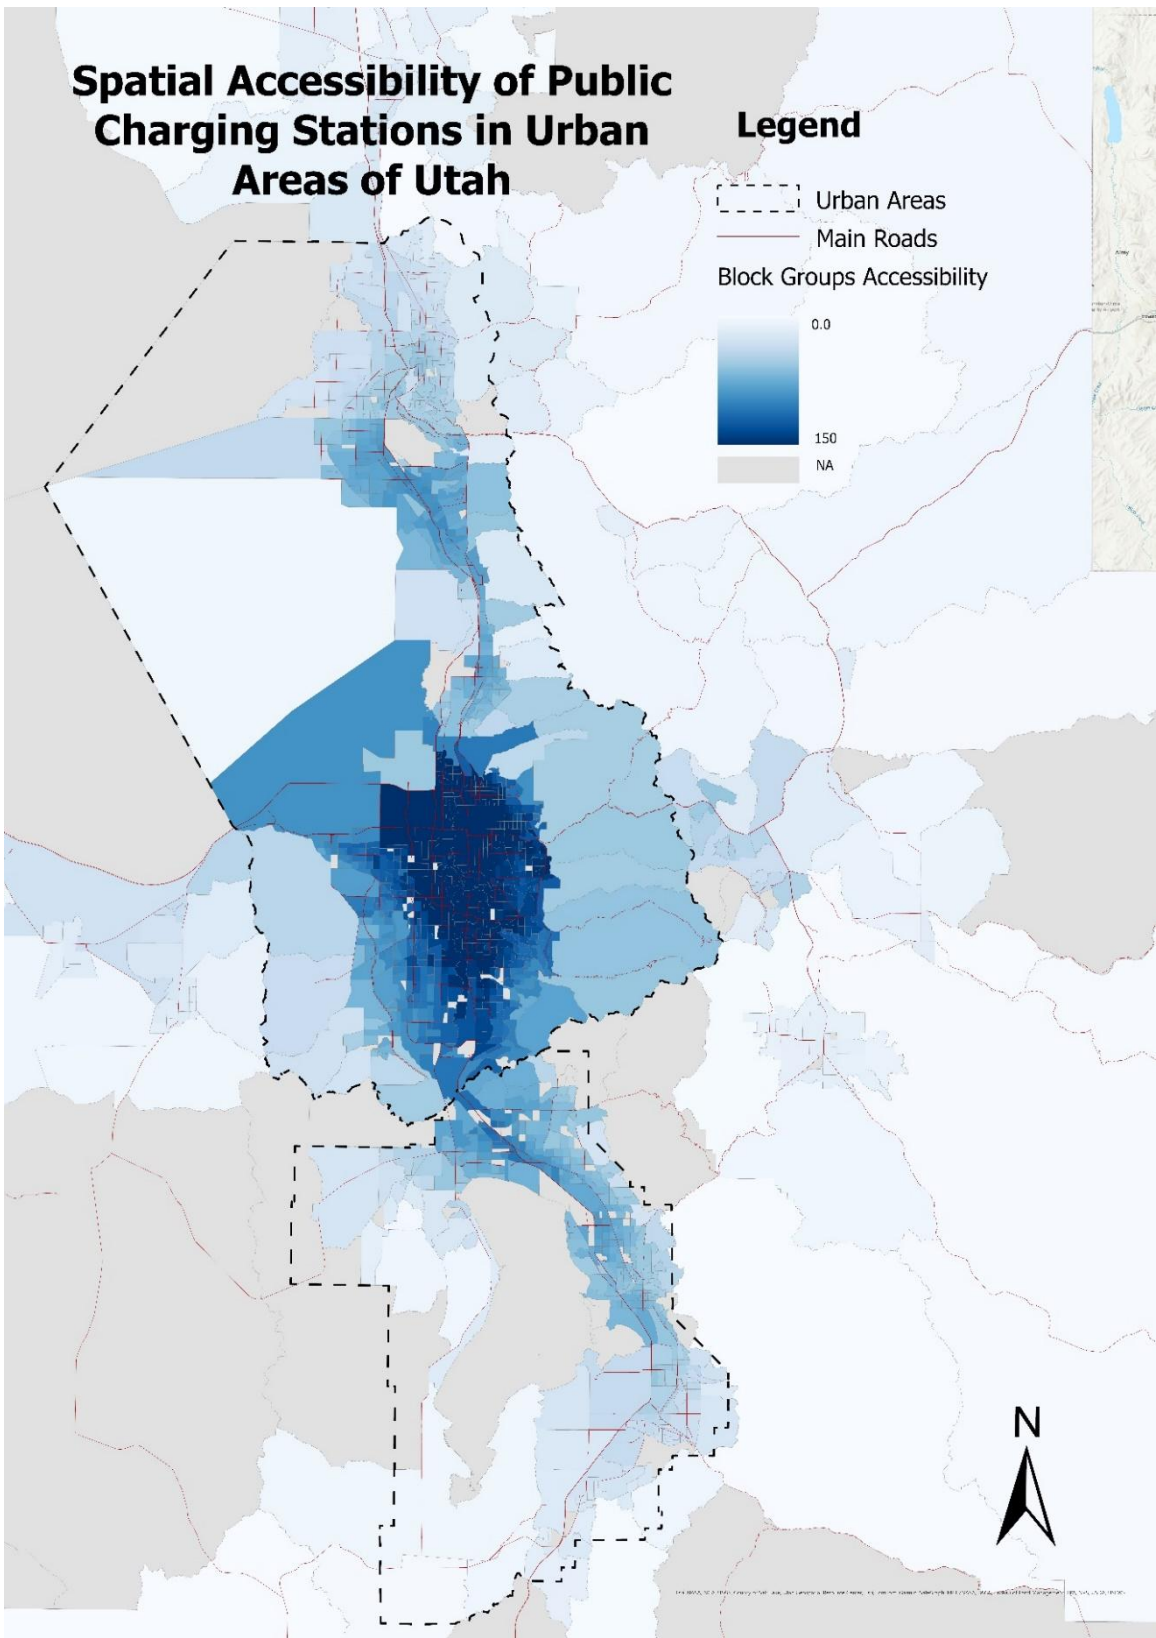 Spatial Accessibility of Public
Charging Stations in Urban
Areas of Utah
Legend
Urban Areas
Main Roads
Block Groups Accessibility
0.0
150
NA
N